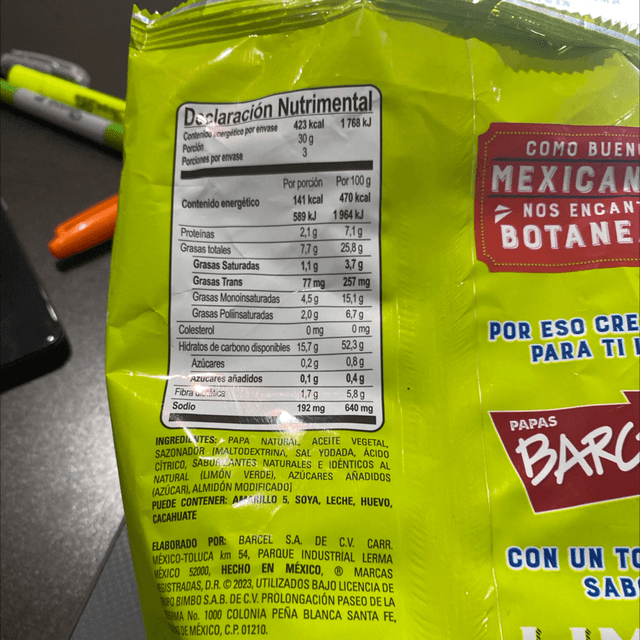 Declaración Nutrimental
Contenido energético por envase 423 kcal 1 768 kJ
Porción 30 g
Porciones por envase 3
Por porción Por 100 g
Contenido energético 141 kcal 470 kcal
589 kJ 1 964 kJ
Proteínas 2,1 g 7,1 g
Grasas totales 7,7 g 25,8 g
Grasas Saturadas 1,1 g 3,7 g
Grasas Trans 77 mg 257 mg
Grasas Monoinsaturadas 4,5 g 15,1 g
Grasas Poliinsaturadas 2,0 g 6,7 g
Colesterol 0 mg 0 mg
Hidratos de carbono disponibles 15,7 g 52,3 g
Azúcares 0,2 g 0,8 g
Azúcares añadidos 0,1 g 0,4 g
Fibra dietética 1,7 g 5,8 g
Sodio 192 mg 640 mg
INGREDIENTES: PAPA NATURAL, ACEITE VEGETAL,
SAZONADOR [MALTODEXTRINA, SAL YODADA, ÁCIDO
CÍTRICO, SABORIZANTES NATURALES E IDÉNTICOS AL
NATURAL (LIMÓN VERDE), AZÚCARES AÑADIDOS
(AZÚCAR), ALMIDÓN MODIFICADO]
PUEDE CONTENER: AMARILLO 5, SOYA, LECHE, HUEVO,
CACAHUATE
ELABORADO POR: BARCEL S.A. DE C.V. CARR.
MÉXICO-TOLUCA km 54, PARQUE INDUSTRIAL LERMA
MÉXICO 52000, HECHO EN MÉXICO, ® MARCAS
REGISTRADAS, D.R. © 2023, UTILIZADOS BAJO LICENCIA DE
GRUPO BIMBO S.A.B. DE C.V. PROLONGACIÓN PASEO DE LA
REFORMA No. 1000 COLONIA PEÑA BLANCA SANTA FE,
DE MÉXICO, C.P. 01210.
COMO BUEN
MEXICAN
NOS ENCANT
BOTANE
POR ESO CRE
PARA TI
PAPAS
BARC
CON UN TO
SAB